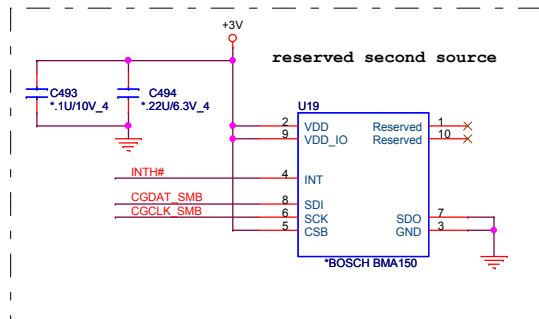 +3V
reserved second source
C493
*.1U/10V_4
C494
*.22U/6.3V_4
U19
2 VDD Reserved 1
9 VDD_IO Reserved 10
INTH# 4 INT
CGDAT_SMB 8 SDI
CGCLK_SMB 6 SCK SDO 7
5 CSB GND 3
*BOSCH BMA150